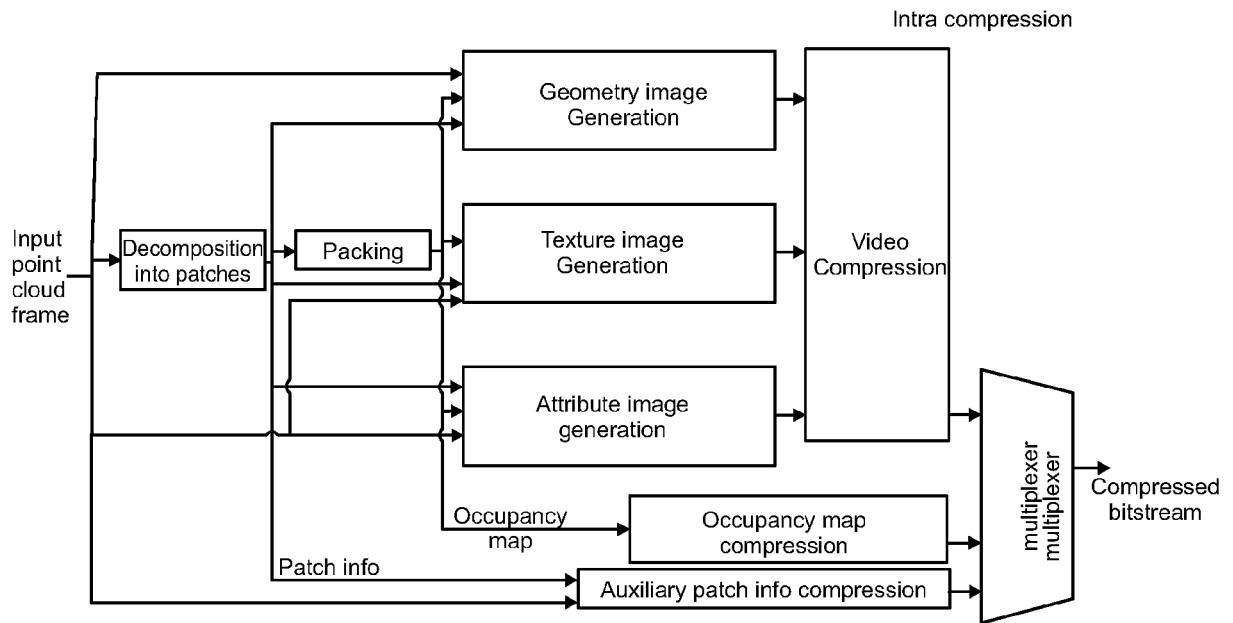 Intra compression
Geometry image
Generation
Input
point
cloud
frame
Decomposition
into patches
Packing
Texture image
Generation
Video
Compression
Attribute image
generation
multiplexer
multiplexer
Compressed
bitstream
Occupancy
map
Occupancy map
compression
Patch info
Auxiliary patch info compression